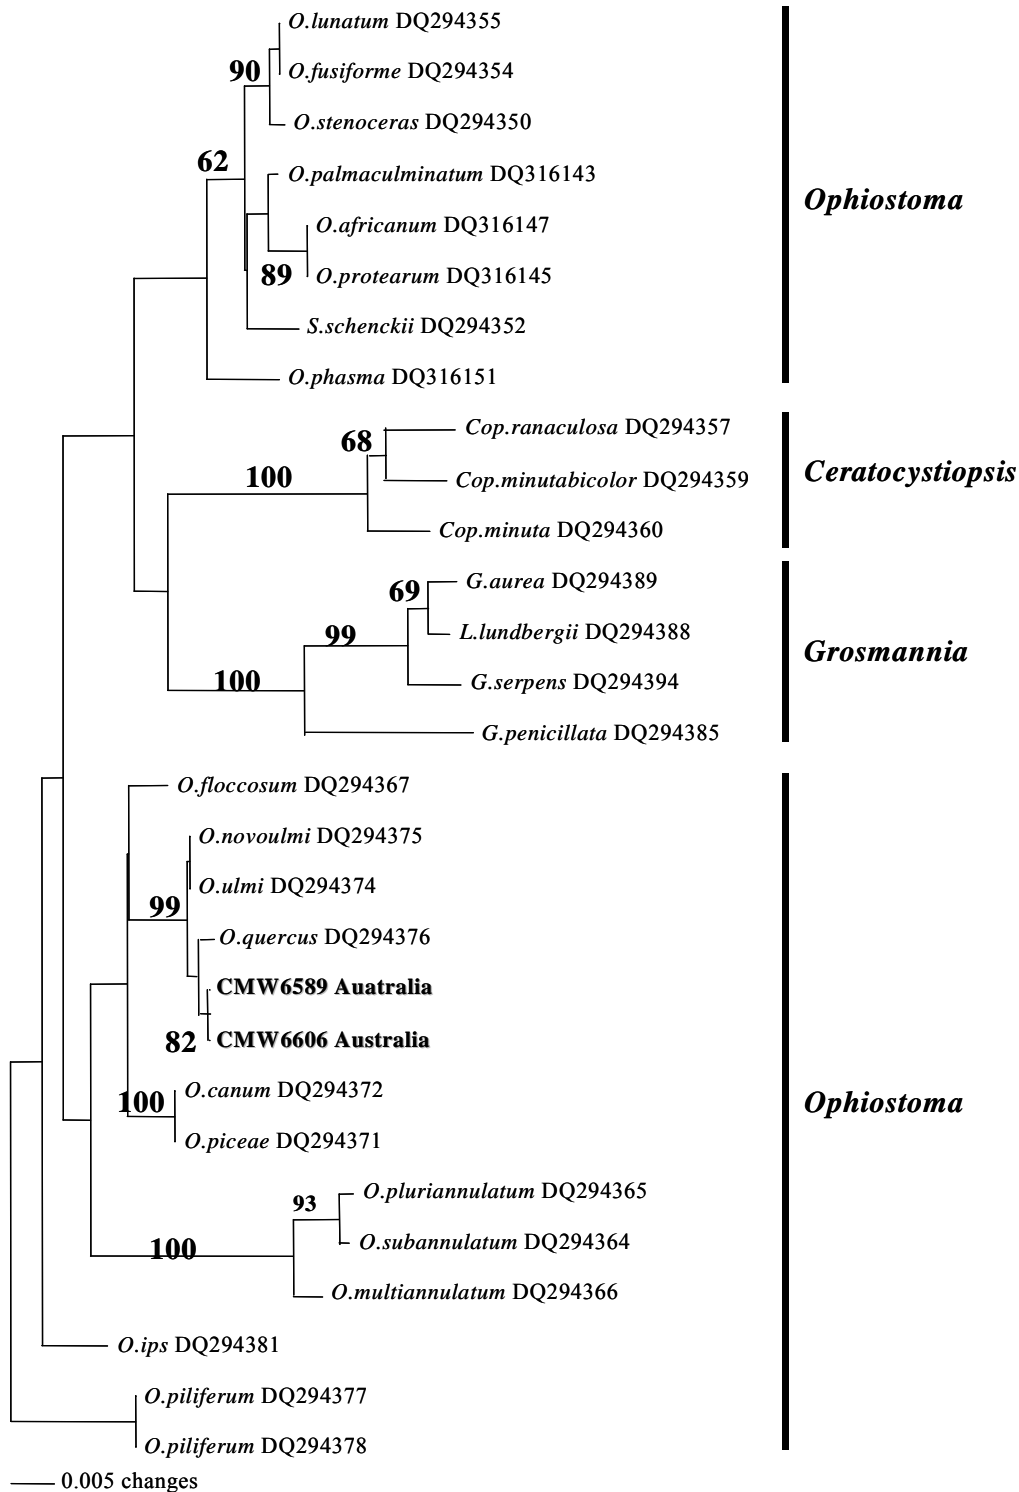 O.lunatum DQ294355
90
O.fusiforme DQ294354
O.stenoceras DQ294350
62
O.palmaculminatum DQ316143
Ophiostoma
O.africanum DQ316147
89
O.protearum DQ316145
S.schenckii DQ294352
O.phasma DQ316151
Cop.ranaculosa DQ294357
68
100
Cop.minutabicolor DQ294359
Ceratocystiopsis
Cop.minuta DQ294360
G.aurea DQ294389
69
99
L.lundbergii DQ294388
Grosmannia
100
G.serpens DQ294394
G.penicillata DQ294385
O.floccosum DQ294367
O.novoulmi DQ294375
O.ulmi DQ294374
99
O.quercus DQ294376
CMW6589 Auatralia
82
CMW6606 Australia
O.canum DQ294372
100
Ophiostoma
O.piceae DQ294371
O.pluriannulatum DQ294365
93
O.subannulatum DQ294364
100
O.multiannulatum DQ294366
O.ips DQ294381
O.piliferum DQ294377
O.piliferum DQ294378
0.005 changes